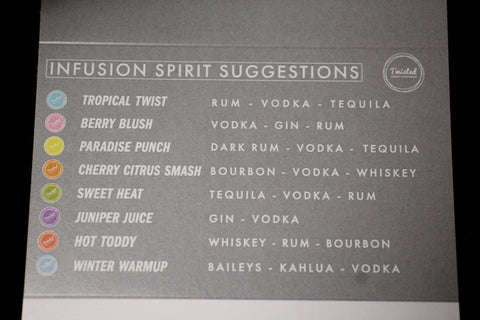 INFUSION SPIRIT SUGGESTIONS
Twisted
TROPICAL TWIST RUM - VODKA - TEQUILA
BERRY BLUSH VODKA - GIN - RUM
PARADISE PUNCH DARK RUM - VODKA - TEQUILA
CHERRY CITRUS SMASH BOURBON - VODKA - WHISKEY
SWEET HEAT TEQUILA - VODKA - RUM
JUNIPER JUICE GIN - VODKA
HOT TODDY WHISKEY - RUM - BOURBON
WINTER WARMUP BAILEYS - KAHLUA - VODKA